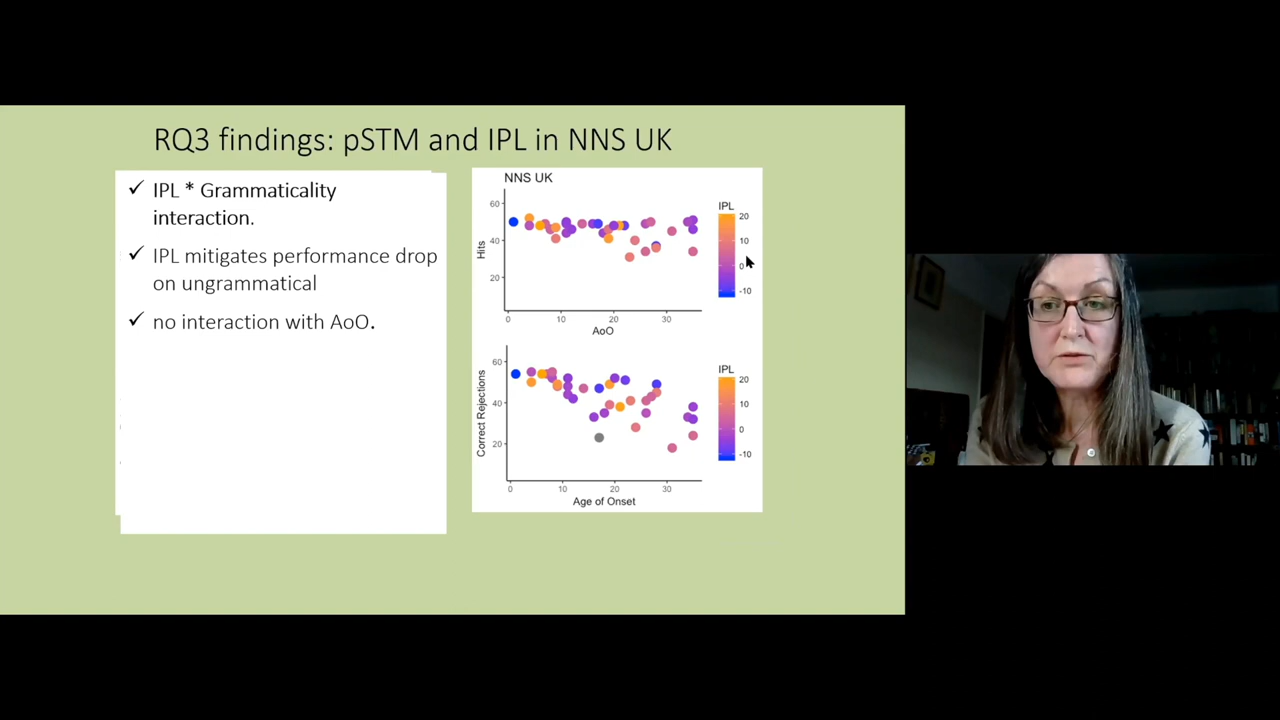 RQ3 findings: pSTM and IPL in NNS UK
✓ IPL * Grammaticality
interaction.
✓ IPL mitigates performance drop
on ungrammatical
✓ no interaction with AoO.
NNS UK
60
40
20
Hits
0
10
20
30
AoO
IPL
20
10
0
-10
60
40
20
Correct Rejections
0
10
20
30
Age of Onset
IPL
20
10
0
-10